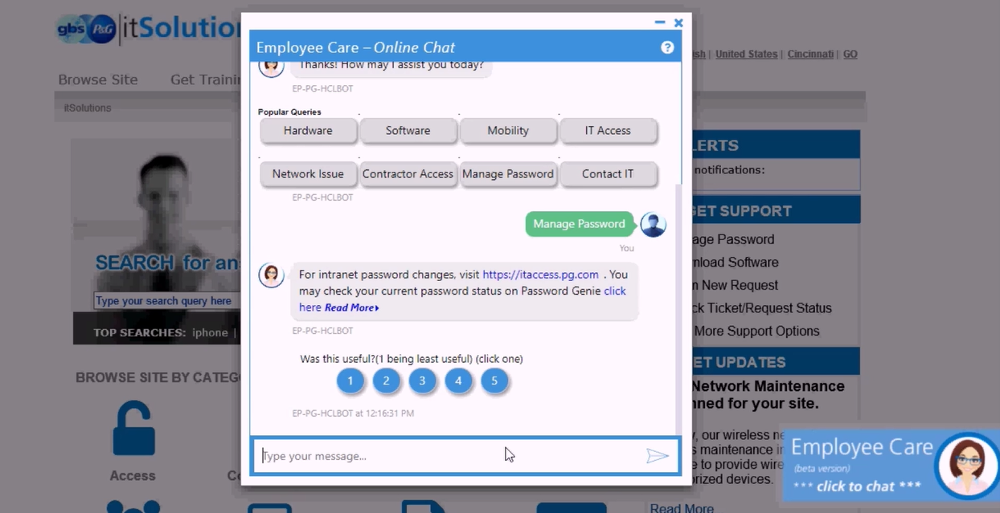 gbs P&G itSolution
Browse Site Get Trainin
itSolutions
ish | United States | Cincinnati | GO
Employee Care – Online Chat ?
Thanks! How may I assist you today?
EP-PG-HCLBOT
Popular Queries
Hardware Software Mobility IT Access
Network Issue Contractor Access Manage Password Contact IT
EP-PG-HCLBOT
Manage Password
You
For intranet password changes, visit https://itaccess.pg.com . You
may check your current password status on Password Genie click
here Read More
EP-PG-HCLBOT
Was this useful?(1 being least useful) (click one)
1 2 3 4 5
EP-PG-HCLBOT at 12:16:31 PM
Type your message...
SEARCH for an
Type your search query here
TOP SEARCHES: iphone |
BROWSE SITE BY CATEG
Access
LERTS
notifications:
GET SUPPORT
age Password
nload Software
n New Request
ck Ticket/Request Status
More Support Options
ET UPDATES
Network Maintenance
nned for your site.
y, our wireless ne
s maintenance i
e to provide wire
orized devices.
Read More
Employee Care
(beta version)
*** click to chat ***